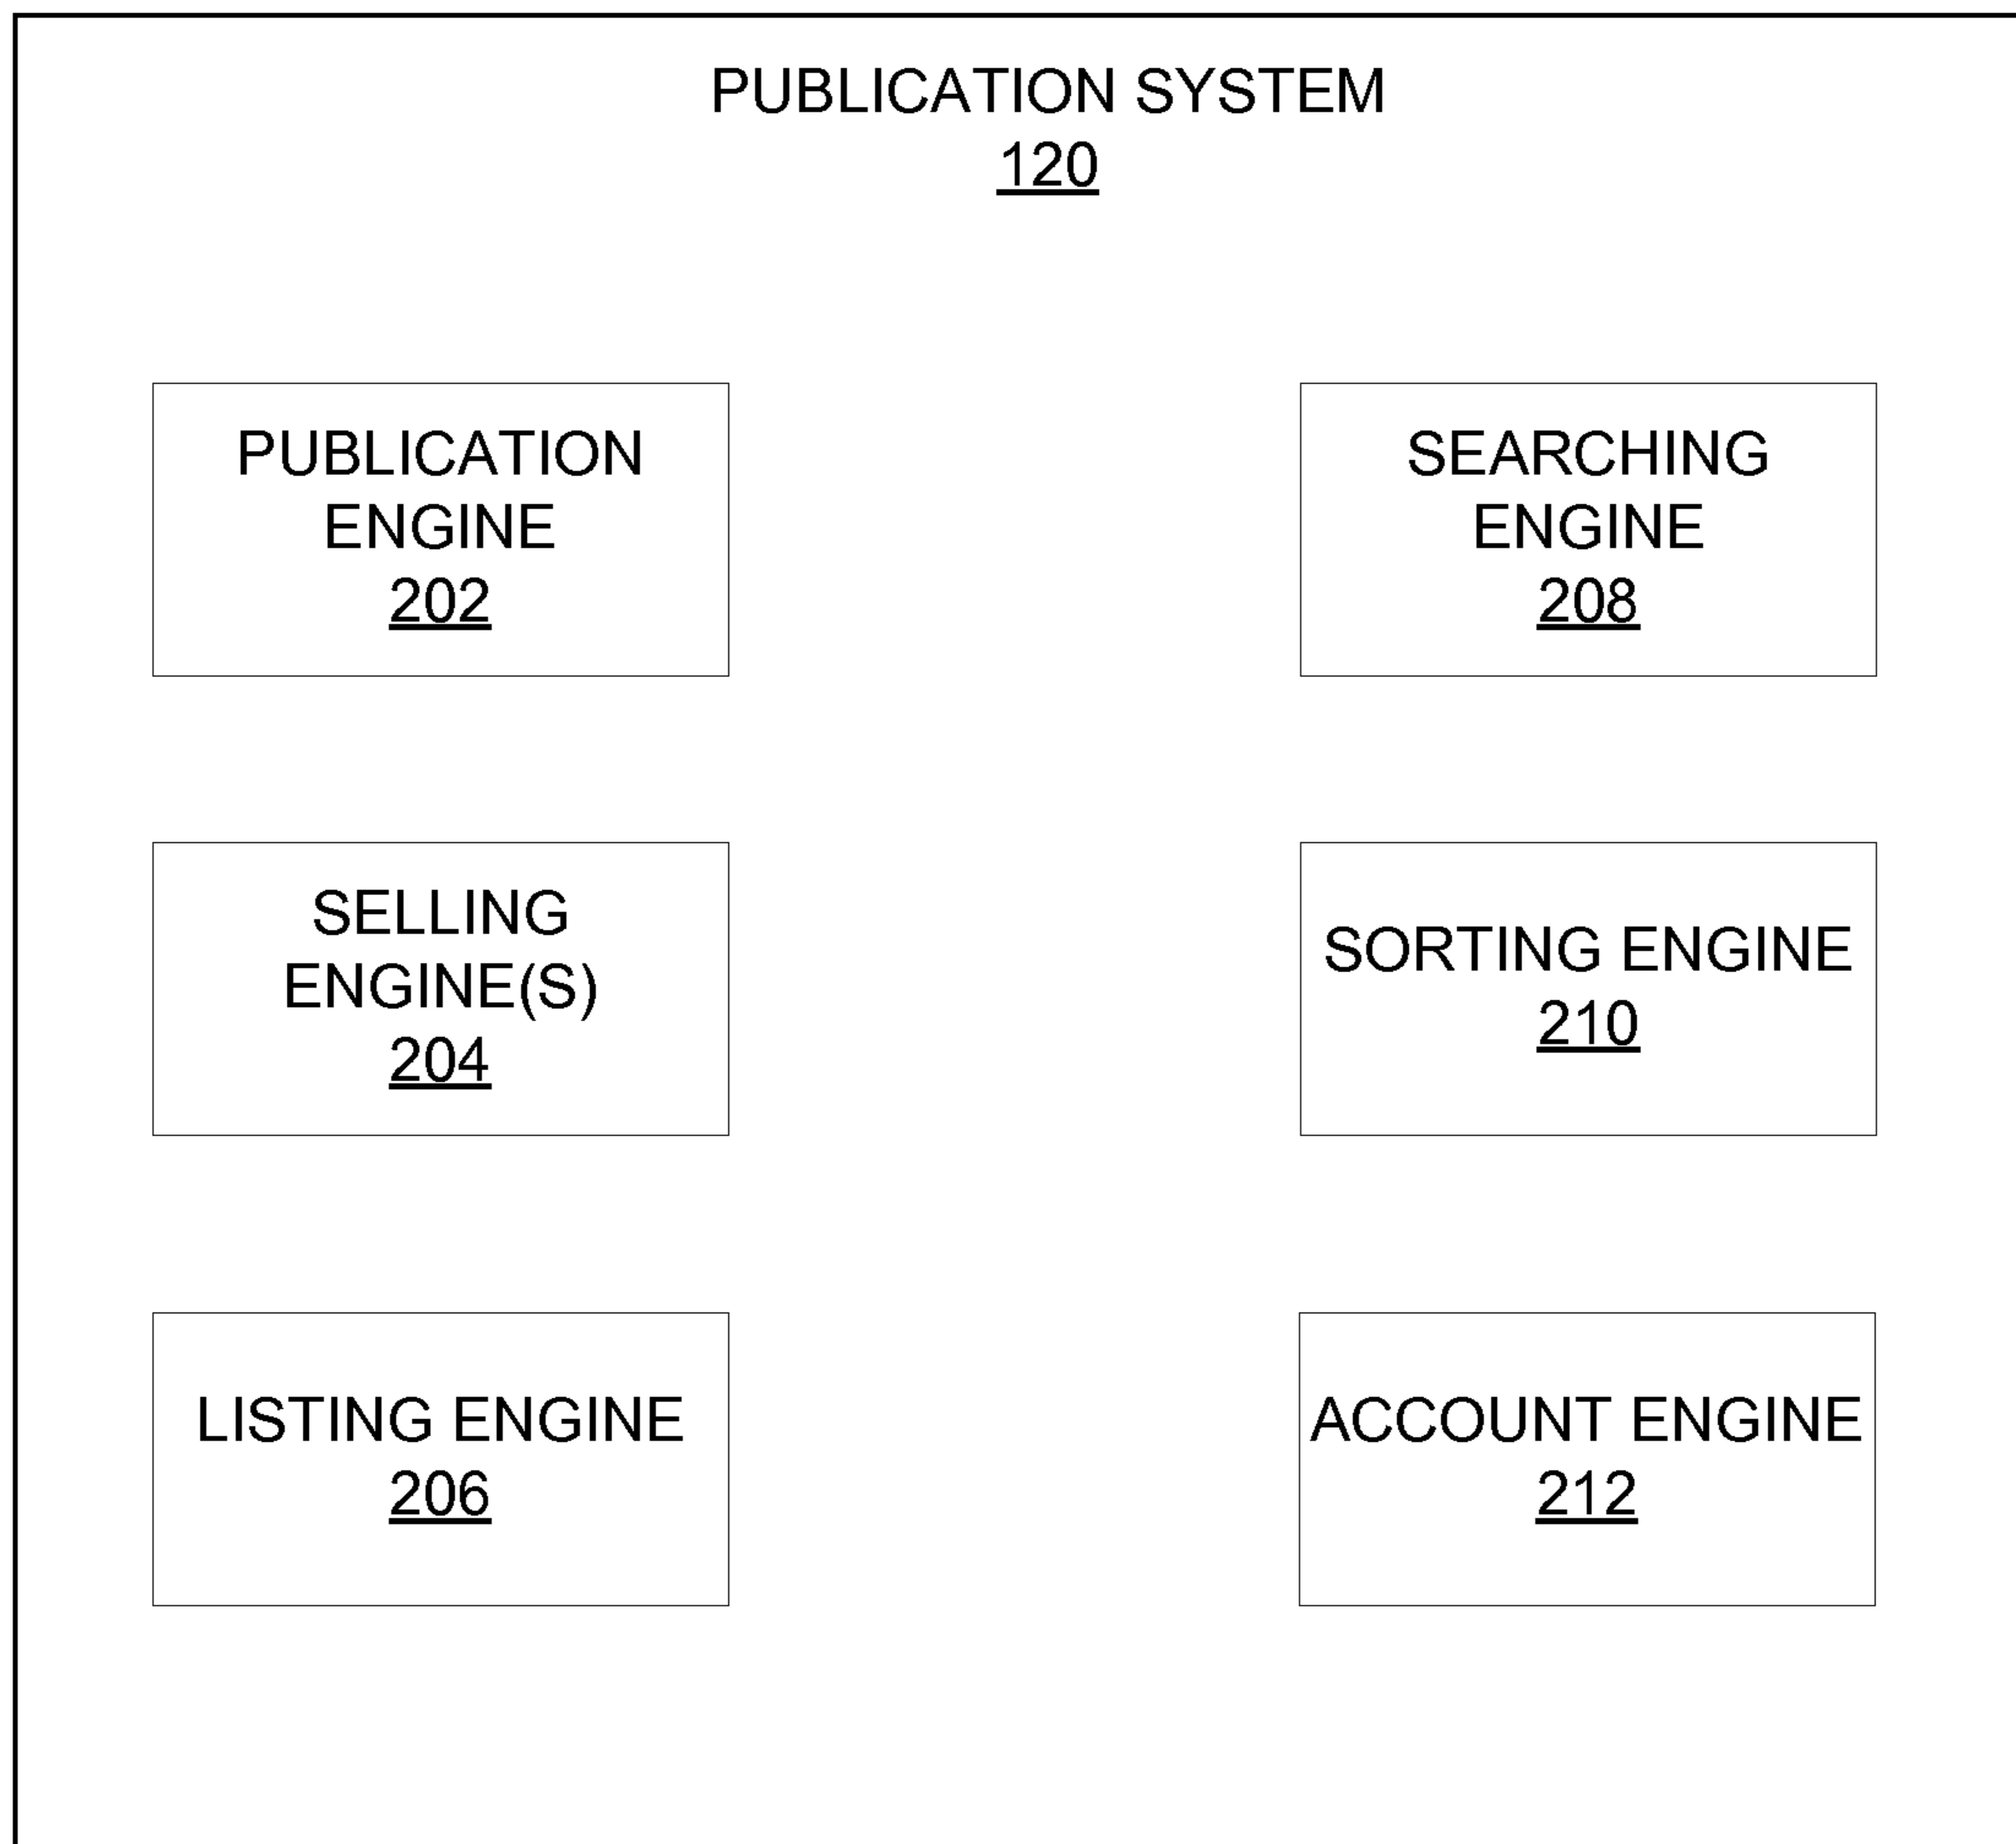 PUBLICATION SYSTEM
120
PUBLICATION
ENGINE
202
SEARCHING
ENGINE
208
SELLING
ENGINE(S)
204
SORTING ENGINE
210
LISTING ENGINE
206
ACCOUNT ENGINE
212